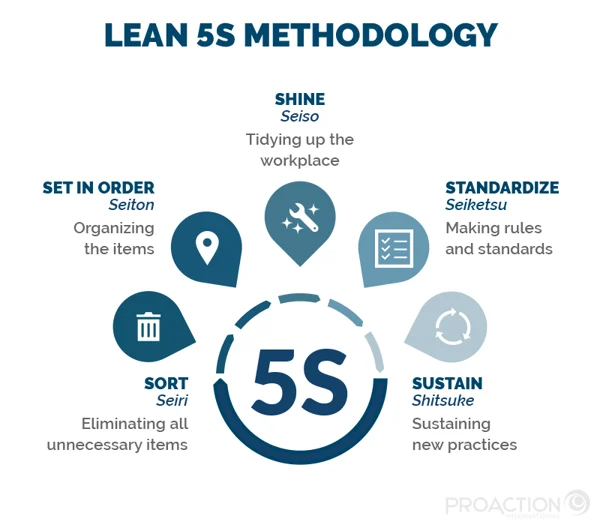 LEAN 5S METHODOLOGY
SHINE
Seiso
Tidying up the
workplace
SET IN ORDER
Seiton
Organizing
the items
STANDARDIZE
Seiketsu
Making rules
and standards
5S
SORT
Seiri
Eliminating all
unnecessary items
SUSTAIN
Shitsuke
Sustaining
new practices
PROACTION
INTERNATIONAL